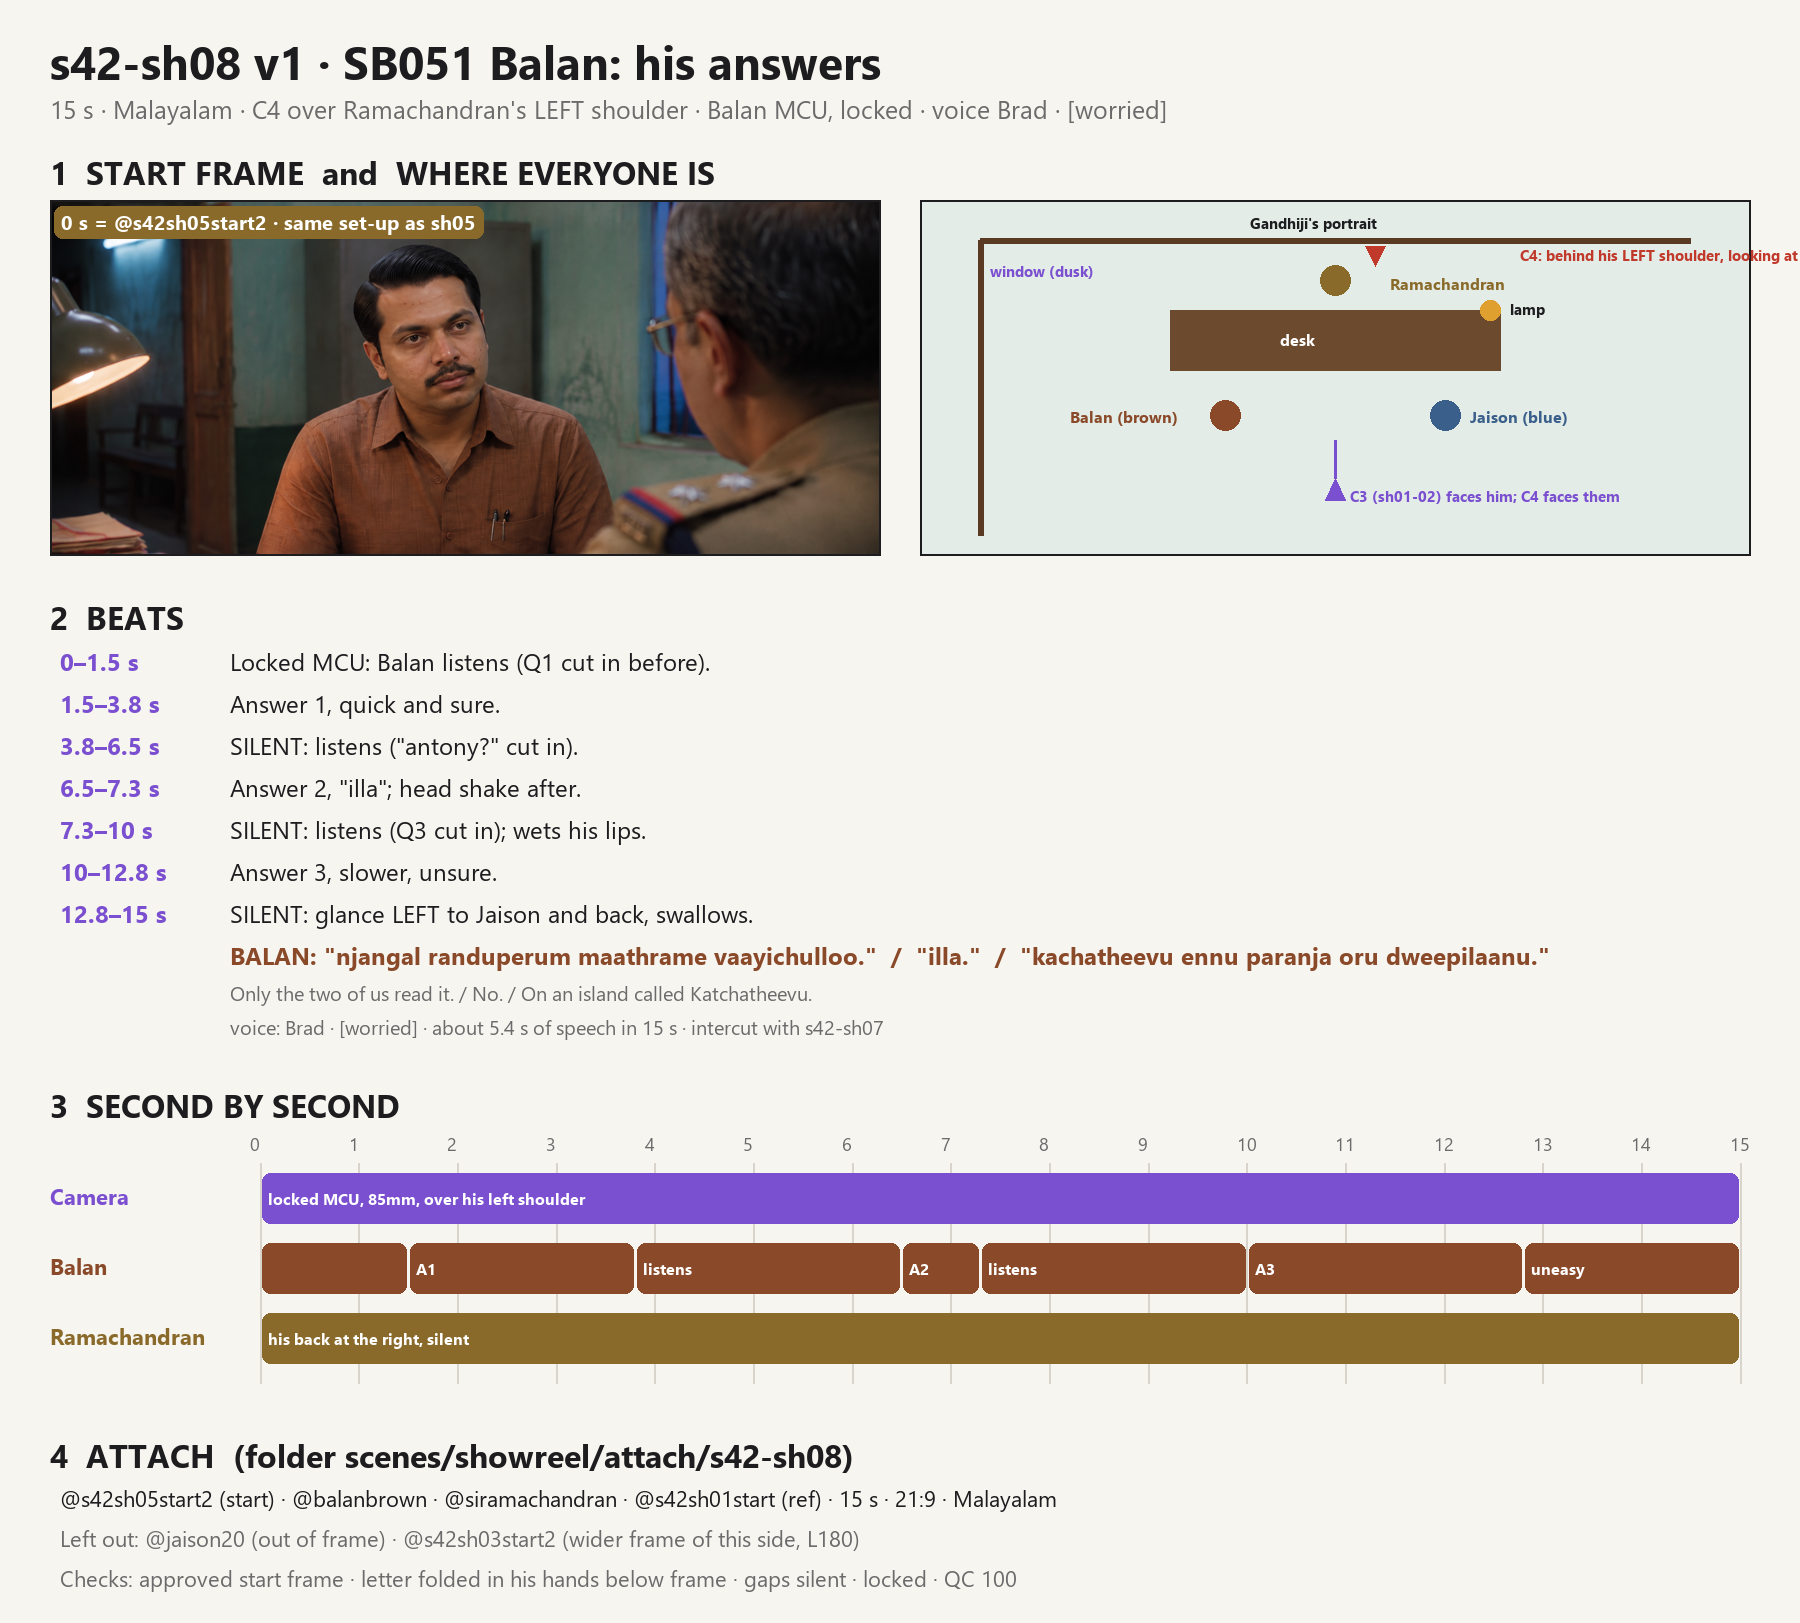 s42-sh08 v1 · SB051 Balan: his answers
15 s · Malayalam · C4 over Ramachandran's LEFT shoulder · Balan MCU, locked · voice Brad · [worried]
1 START FRAME and WHERE EVERYONE IS
0 s = @s42sh05start2 · same set-up as sh05
Gandhiji's portrait
C4: behind his LEFT shoulder, looking at
window (dusk)
Ramachandran
lamp
desk
Balan (brown)
Jaison (blue)
C3 (sh01-02) faces him; C4 faces them
2 BEATS
0–1.5 s Locked MCU: Balan listens (Q1 cut in before).
1.5–3.8 s Answer 1, quick and sure.
3.8–6.5 s SILENT: listens ("antony?" cut in).
6.5–7.3 s Answer 2, "illa"; head shake after.
7.3–10 s SILENT: listens (Q3 cut in); wets his lips.
10–12.8 s Answer 3, slower, unsure.
12.8–15 s SILENT: glance LEFT to Jaison and back, swallows.
BALAN: "njangal randuperum maathrame vaayichulloo." / "illa." / "kachatheevu ennu paranja oru dweepilaanu."
Only the two of us read it. / No. / On an island called Katchatheevu.
voice: Brad · [worried] · about 5.4 s of speech in 15 s · intercut with s42-sh07
3 SECOND BY SECOND
0 1 2 3 4 5 6 7 8 9 10 11 12 13 14 15
Camera locked MCU, 85mm, over his left shoulder
Balan A1 listens A2 listens A3 uneasy
Ramachandran his back at the right, silent
4 ATTACH (folder scenes/showreel/attach/s42-sh08)
@s42sh05start2 (start) · @balanbrown · @siramachandran · @s42sh01start (ref) · 15 s · 21:9 · Malayalam
Left out: @jaison20 (out of frame) · @s42sh03start2 (wider frame of this side, L180)
Checks: approved start frame · letter folded in his hands below frame · gaps silent · locked · QC 100